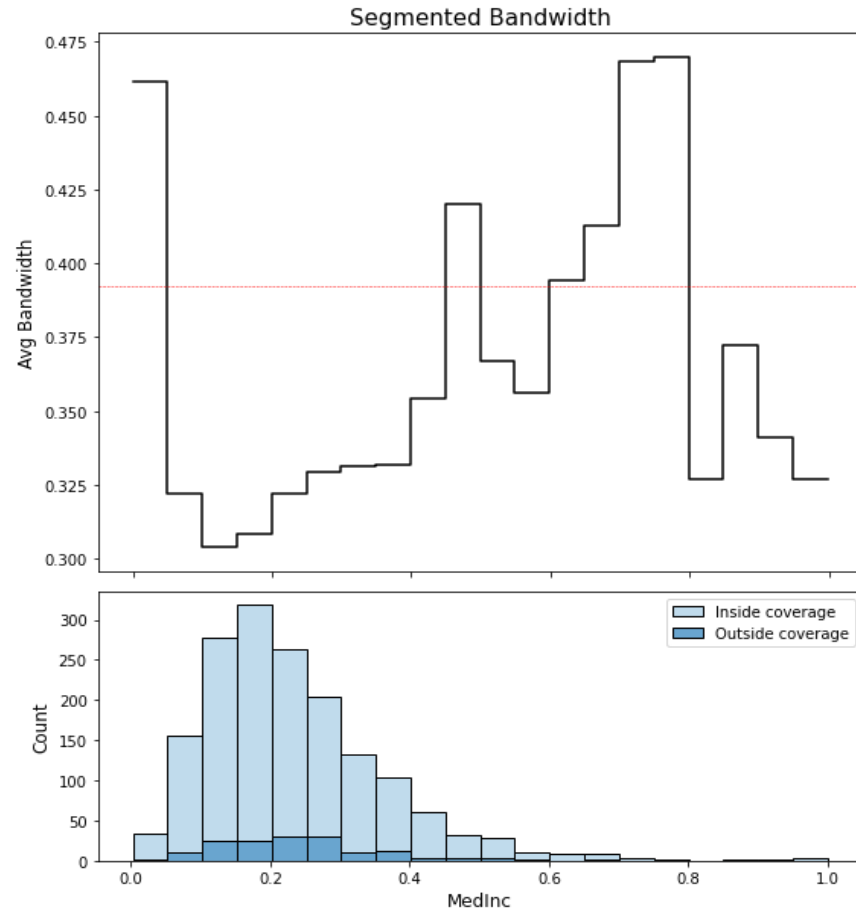 Segmented Bandwidth
0.475
0.450
0.425
0.400
0.375
0.350
0.325
0.300
Avg Bandwidth
Inside coverage
Outside coverage
300
250
200
150
100
50
0
Count
0.0 0.2 0.4 0.6 0.8 1.0
MedInc